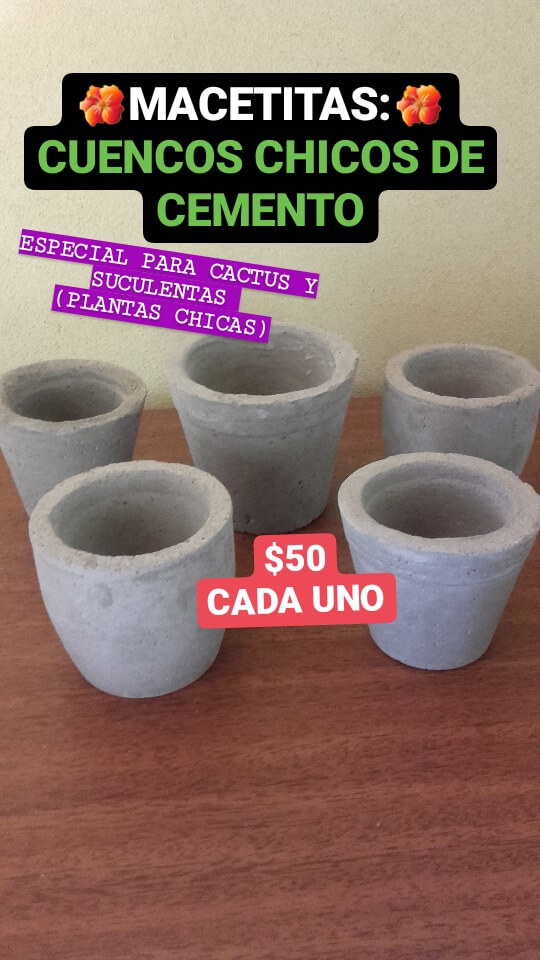 🌺MACETITAS:🌺
CUENCOS CHICOS DE
CEMENTO
ESPECIAL PARA CACTUS Y
SUCULENTAS
(PLANTAS CHICAS)
$50
CADA UNO